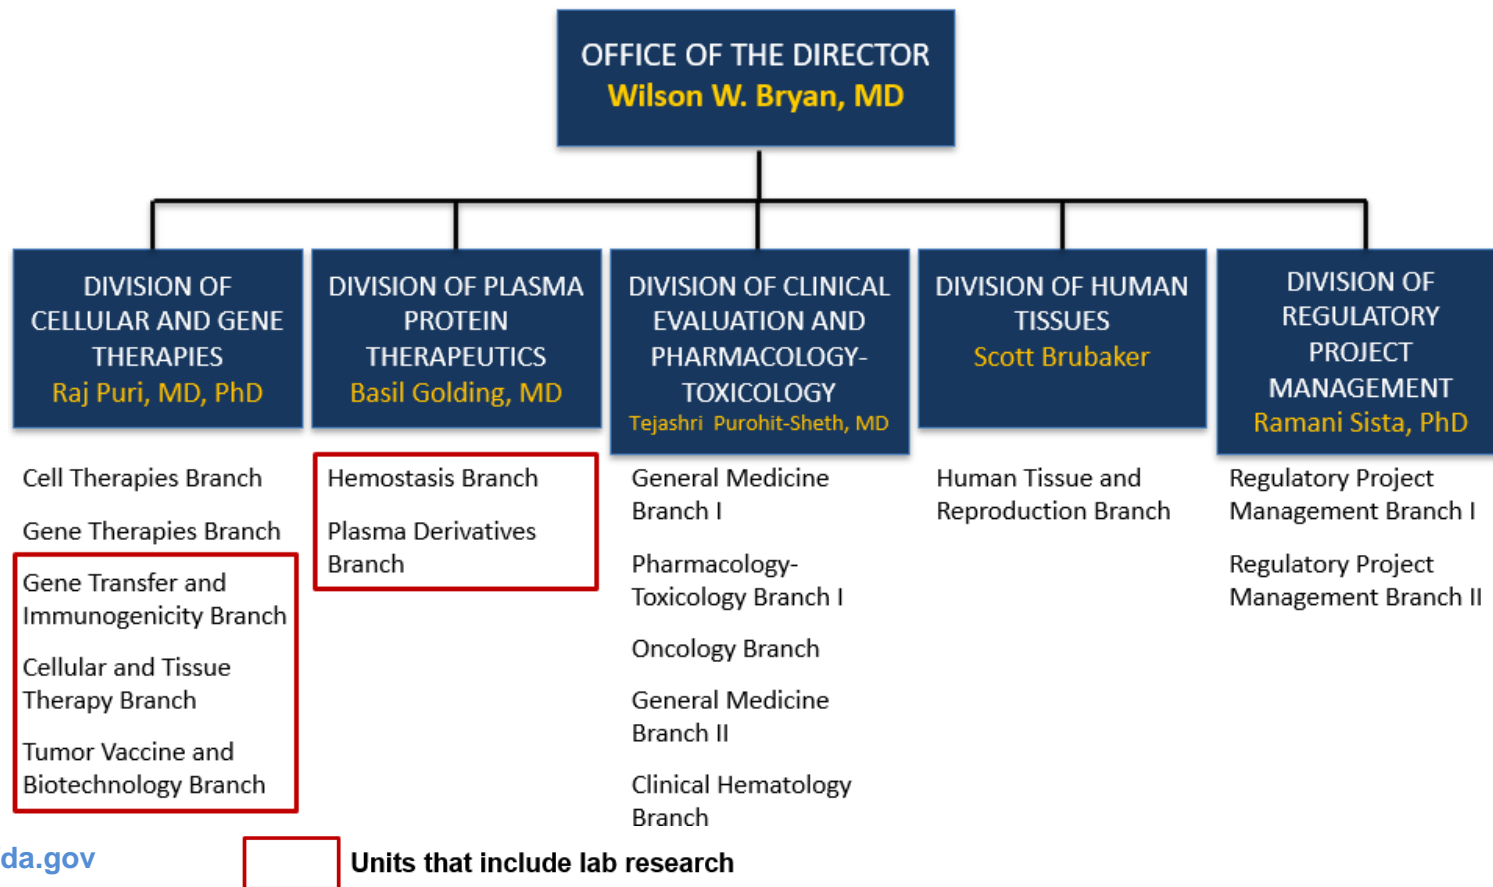 OFFICE OF THE DIRECTOR
Wilson W. Bryan, MD
DIVISION OF
CELLULAR AND GENE
THERAPIES
Raj Puri, MD, PhD
Cell Therapies Branch
Gene Therapies Branch
Gene Transfer and
Immunogenicity Branch
Cellular and Tissue
Therapy Branch
Tumor Vaccine and
Biotechnology Branch
DIVISION OF PLASMA
PROTEIN
THERAPEUTICS
Basil Golding, MD
Hemostasis Branch
Plasma Derivatives
Branch
DIVISION OF CLINICAL
EVALUATION AND
PHARMACOLOGY-
TOXICOLOGY
Tejashri Purohit-Sheth, MD
General Medicine
Branch I
Pharmacology-
Toxicology Branch I
Oncology Branch
General Medicine
Branch II
Clinical Hematology
Branch
DIVISION OF HUMAN
TISSUES
Scott Brubaker
Human Tissue and
Reproduction Branch
DIVISION OF
REGULATORY
PROJECT
MANAGEMENT
Ramani Sista, PhD
Regulatory Project
Management Branch I
Regulatory Project
Management Branch II
da.gov
Units that include lab research